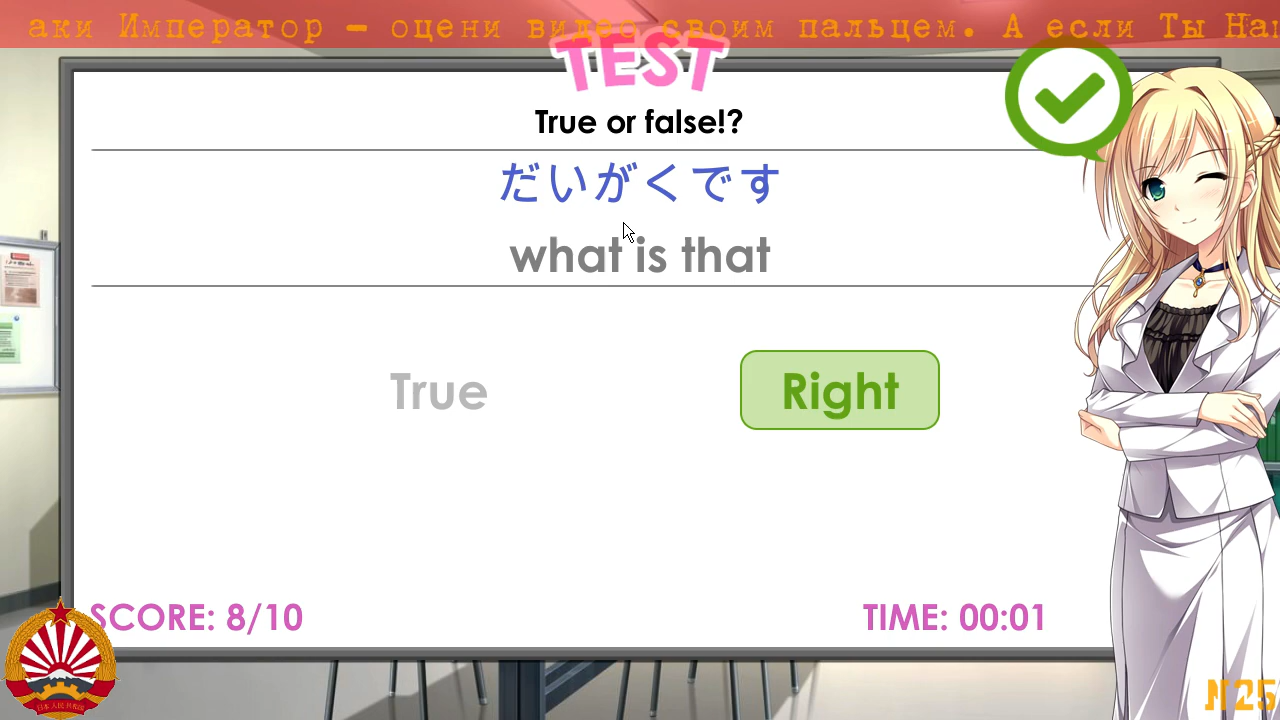 аки Император — оцени видео своим пальцем. А если Ты На
TEST
True or false!?
だいがくです
what is that
True
Right
SCORE: 8/10
TIME: 00:01
N25